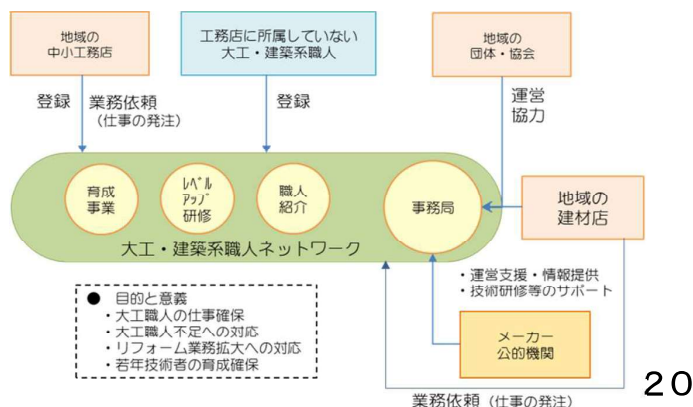 地域の
中小工務店
工務店に所属していない
大工・建築系職人
地域の
団体・協会
登録
業務依頼
（仕事の発注）
登録
運営
協力
育成
事業
ﾚﾍﾞﾙ
ｱｯﾌﾟ
研修
職人
紹介
事務局
地域の
建材店
大工・建築系職人ネットワーク
● 目的と意義
・大工職人の仕事確保
・大工職人不足への対応
・リフォーム業務拡大への対応
・若年技術者の育成確保
・運営支援・情報提供
・技術研修等のサポート
メーカー
公的機関
業務依頼（仕事の発注）
20